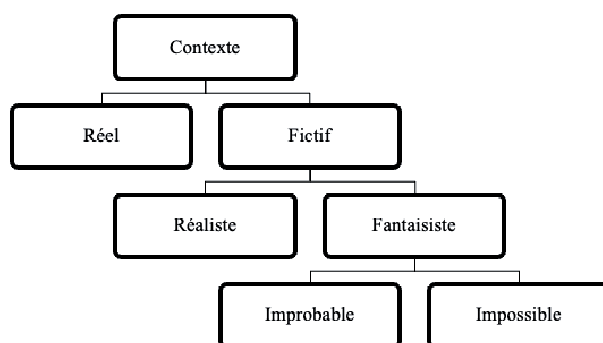 Contexte
Réel
Fictif
Réaliste
Fantaisiste
Improbable
Impossible